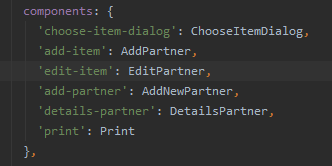 components: {
'choose-item-dialog': ChooseItemDialog,
'add-item': AddPartner,
'edit-item': EditPartner,
'add-partner': AddNewPartner,
'details-partner': DetailsPartner,
'print': Print
},